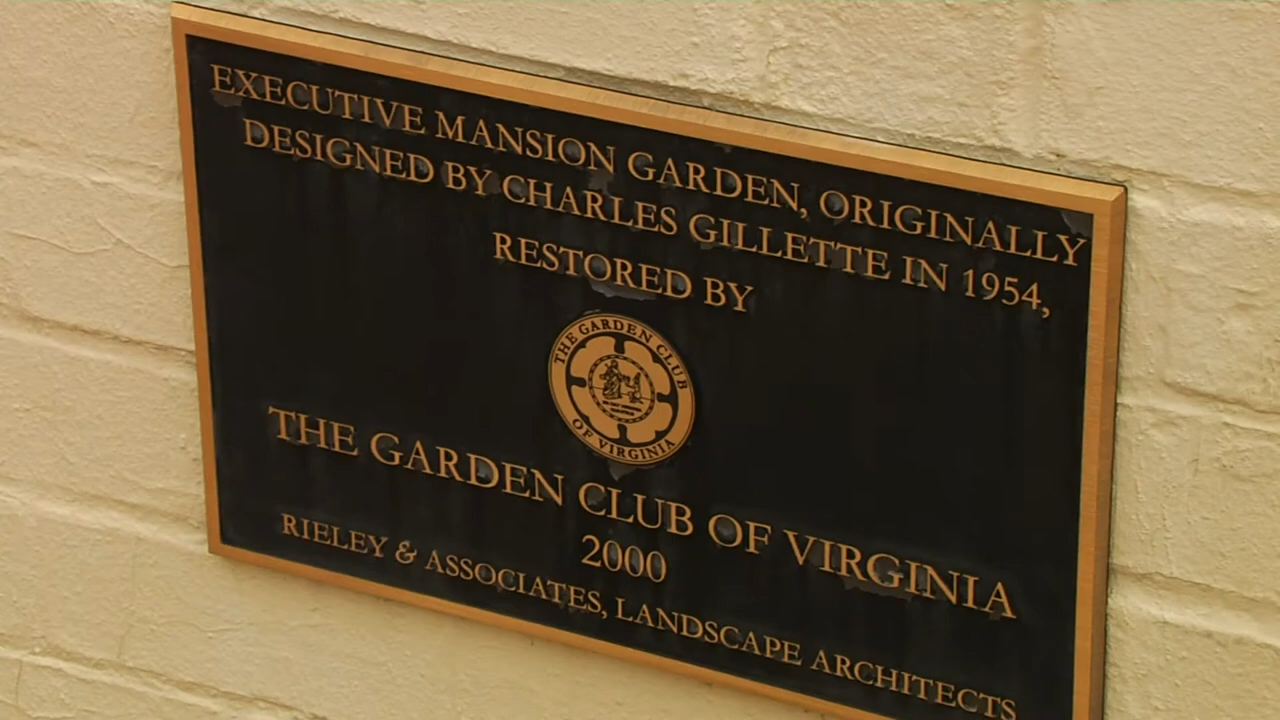 EXECUTIVE MANSION GARDEN, ORIGINALLY
DESIGNED BY CHARLES GILLETTE IN 1954,
RESTORED BY
THE GARDEN CLUB
OF VIRGINIA
THE GARDEN CLUB OF VIRGINIA
2000
RIELEY & ASSOCIATES, LANDSCAPE ARCHITECTS